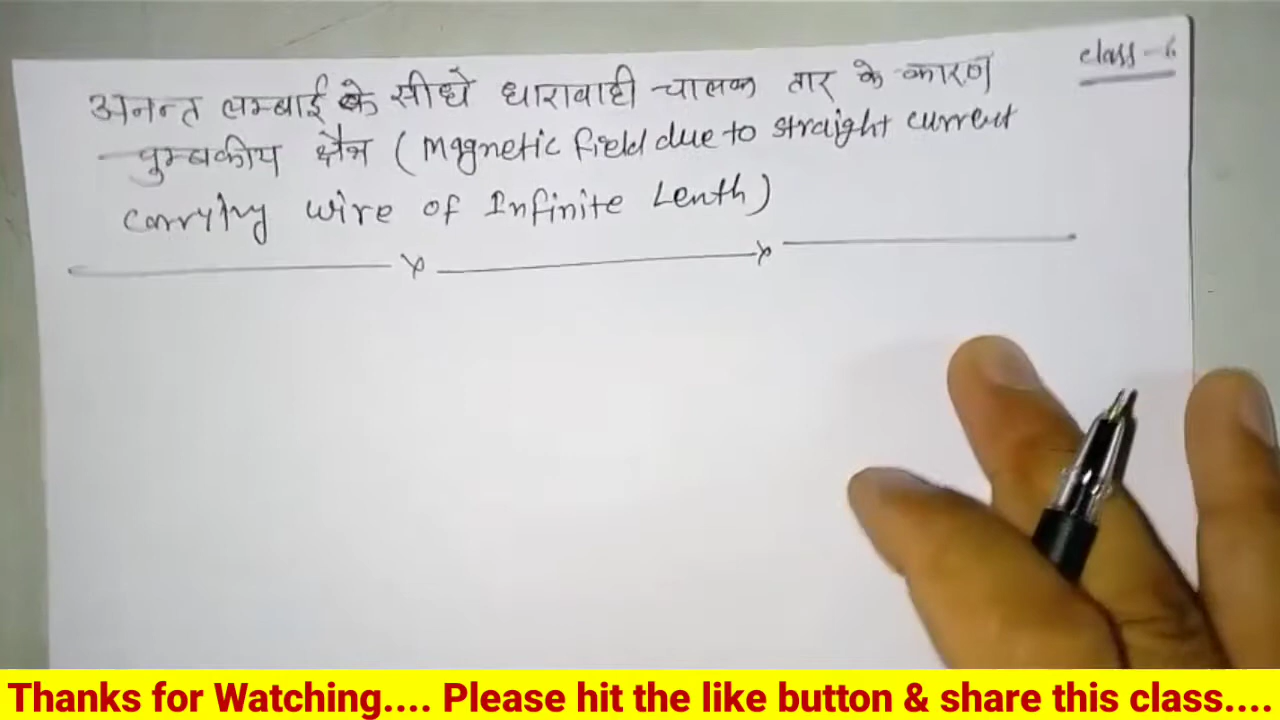 class-6
अनन्त लम्बाई के सीधे धारावाही चालक तार के कारण
चुम्बकीय क्षेत्र (Magnetic field due to straight current
carrying wire of Infinite Lenth)
Thanks for Watching.... Please hit the like button & share this class....